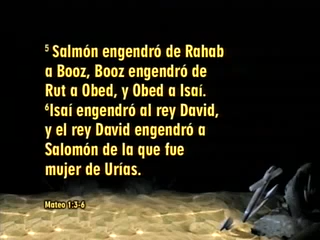 ⁵ Salmón engendró de Rahab
a Booz, Booz engendró de
Rut a Obed, y Obed a Isaí.
⁶Isaí engendró al rey David,
y el rey David engendró a
Salomón de la que fue
mujer de Urías.
Mateo 1:3-6